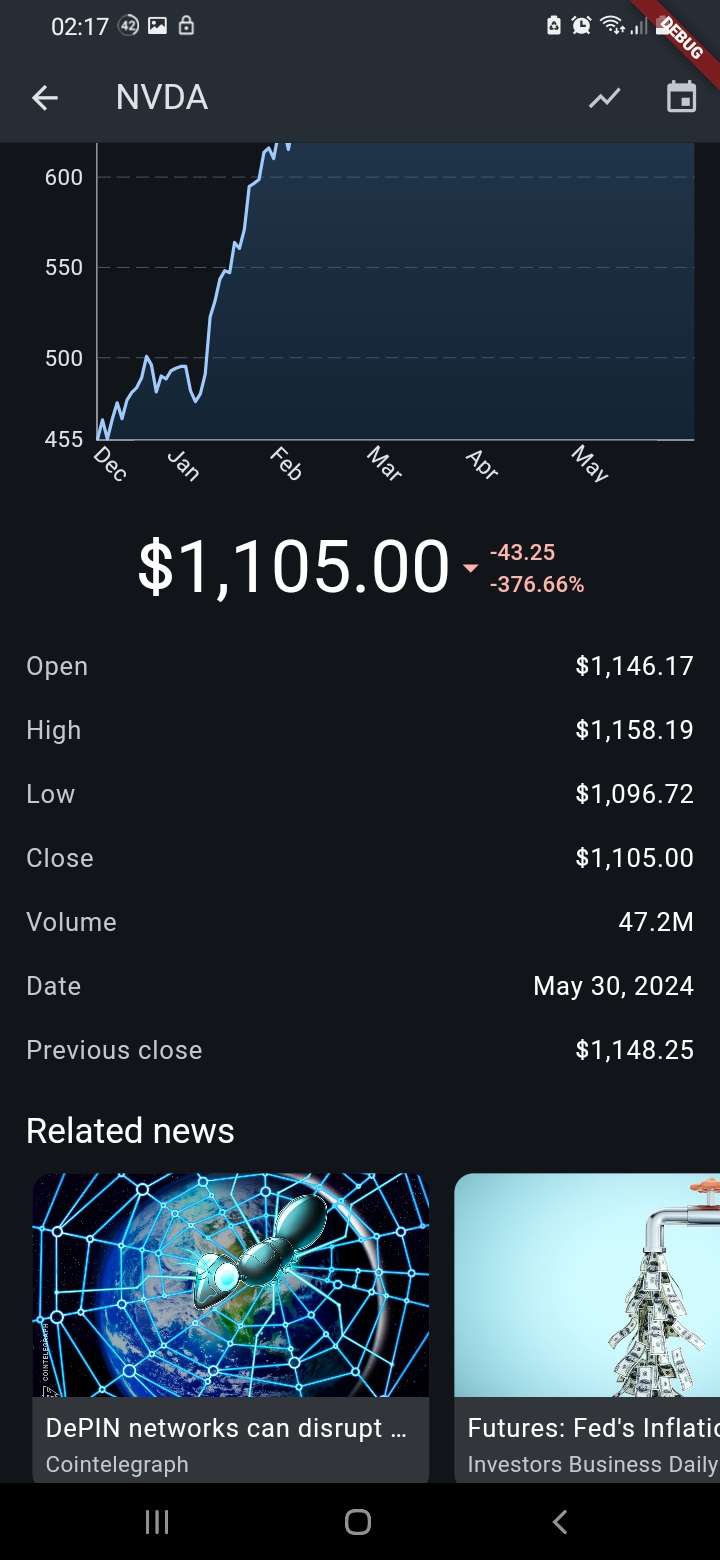 02:17 42
DEBUG
NVDA
600
550
500
455
Dec Jan Feb Mar Apr May
$1,105.00
-43.25
-376.66%
Open $1,146.17
High $1,158.19
Low $1,096.72
Close $1,105.00
Volume 47.2M
Date May 30, 2024
Previous close $1,148.25
Related news
COINTELEGRAPH
DePIN networks can disrupt ...
Cointelegraph
Futures: Fed's Inflatio
Investors Business Daily